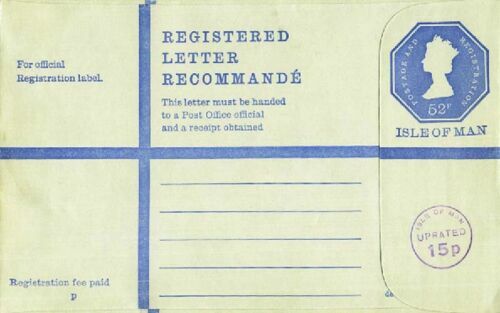 For official
Registration label.
REGISTERED
LETTER
RECOMMANDÉ
This letter must be handed
to a Post Office official
and a receipt obtained
POSTAGE AND REGISTRATION
52P
ISLE OF MAN
ISLE OF MAN
UPRATED
15p
Registration fee paid
p
de